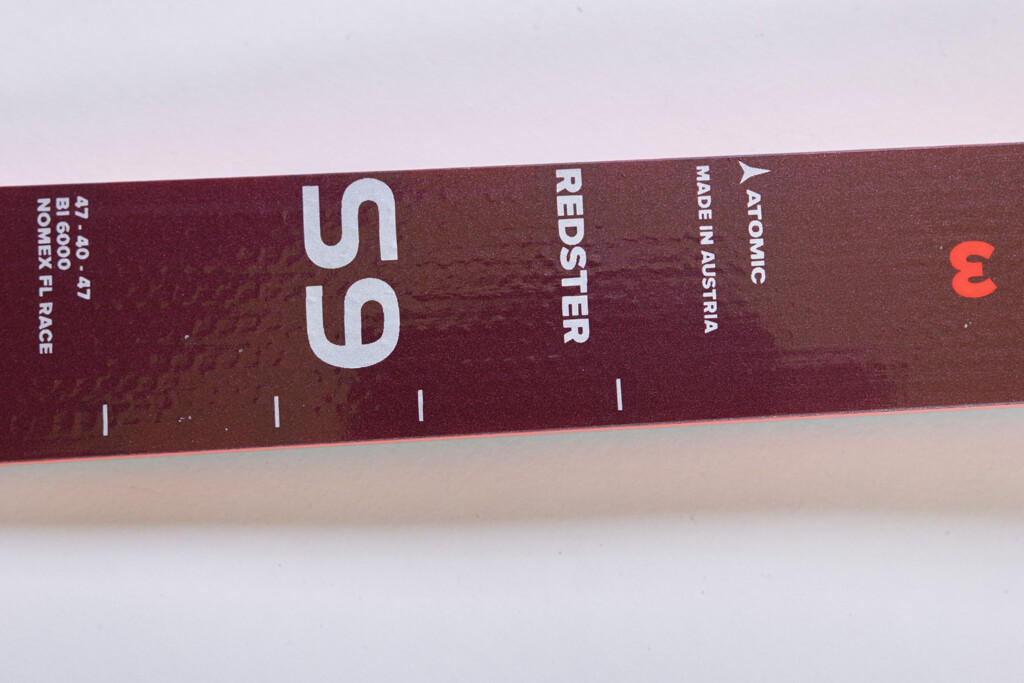 ATOMIC
MADE IN AUSTRIA
REDSTER
S9
47 - 40 - 47
BI 6000
NOMEX FL RACE